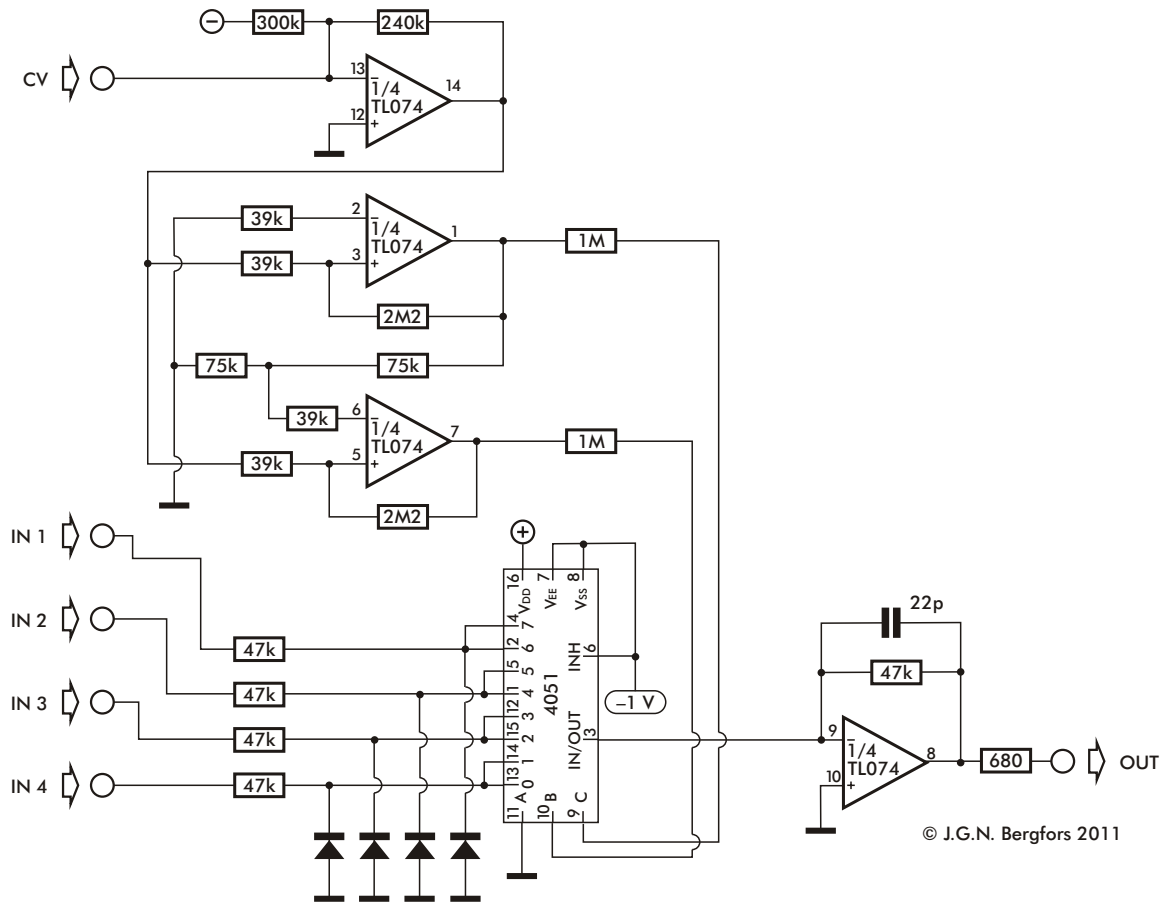 ⊖
300k
240k
CV
13
–
1/4
TL074
14
12
+
39k
2
–
1/4
TL074
1
1M
39k
3
+
2M2
75k
75k
39k
6
–
1/4
TL074
7
1M
39k
5
+
2M2
IN 1
⊕
16
VDD
7
VEE
8
VSS
22p
IN 2
4
7
47k
2
6
INH
6
47k
5
5
IN 3
47k
11
4
4051
–1 V
12
3
47k
15
2
IN/OUT
3
9
–
1/4
TL074
8
680
OUT
14
1
IN 4
47k
13
0
10
+
11
A
10
B
9
C
© J.G.N. Bergfors 2011